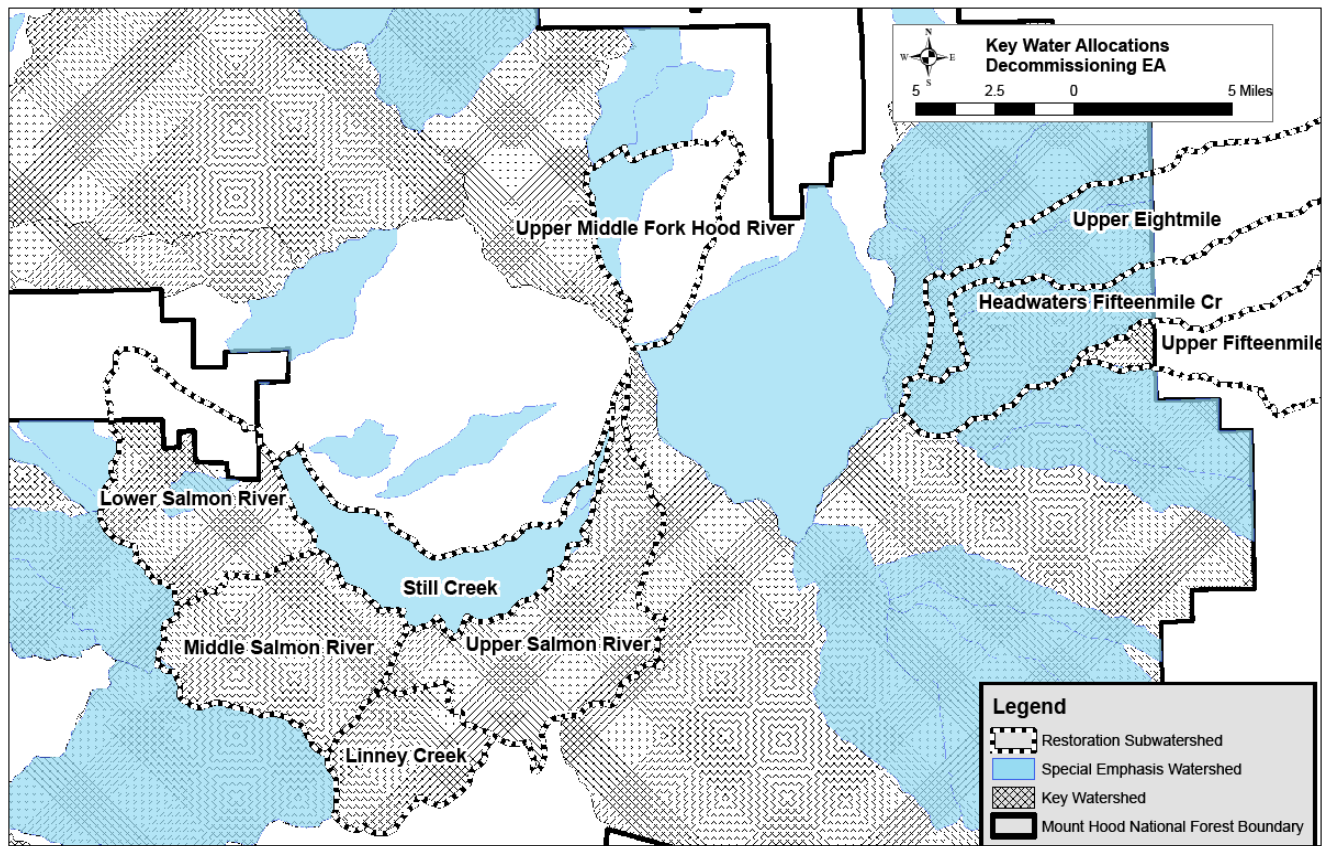 N
W E
S
Key Water Allocations
Decommissioning EA
5 2.5 0 5 Miles
Upper Middle Fork Hood River
Upper Eightmile
Headwaters Fifteenmile Cr
Upper Fifteenmile
Lower Salmon River
Still Creek
Middle Salmon River
Upper Salmon River
Linney Creek
Legend
Restoration Subwatershed
Special Emphasis Watershed
Key Watershed
Mount Hood National Forest Boundary